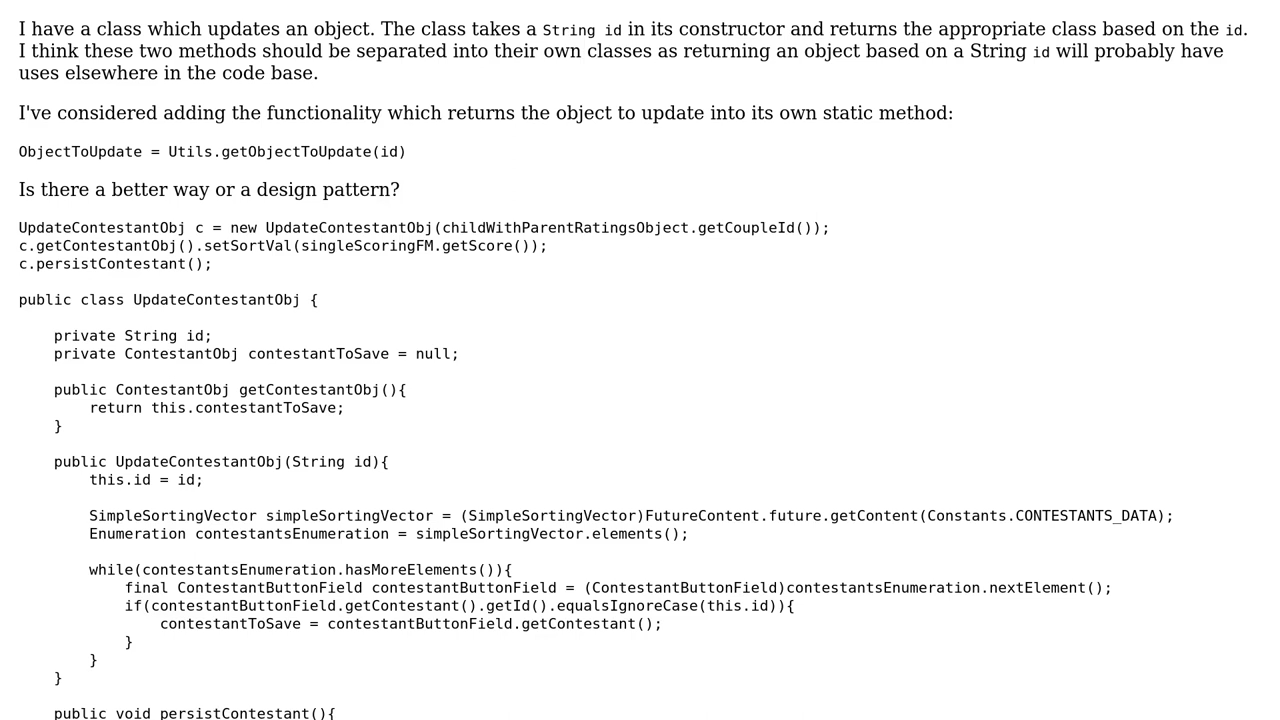 I have a class which updates an object. The class takes a String id in its constructor and returns the appropriate class based on the id.
I think these two methods should be separated into their own classes as returning an object based on a String id will probably have
uses elsewhere in the code base.
I've considered adding the functionality which returns the object to update into its own static method:
ObjectToUpdate = Utils.getObjectToUpdate(id)
Is there a better way or a design pattern?
UpdateContestantObj c = new UpdateContestantObj(childWithParentRatingsObject.getCoupleId());
c.getContestantObj().setSortVal(singleScoringFM.getScore());
c.persistContestant();
public class UpdateContestantObj {
    private String id;
    private ContestantObj contestantToSave = null;
    public ContestantObj getContestantObj(){
        return this.contestantToSave;
    }
    public UpdateContestantObj(String id){
        this.id = id;
        SimpleSortingVector simpleSortingVector = (SimpleSortingVector)FutureContent.future.getContent(Constants.CONTESTANTS_DATA);
        Enumeration contestantsEnumeration = simpleSortingVector.elements();
        while(contestantsEnumeration.hasMoreElements()){
            final ContestantButtonField contestantButtonField = (ContestantButtonField)contestantsEnumeration.nextElement();
            if(contestantButtonField.getContestant().getId().equalsIgnoreCase(this.id)){
                contestantToSave = contestantButtonField.getContestant();
            }
        }
    }
    public void persistContestant(){